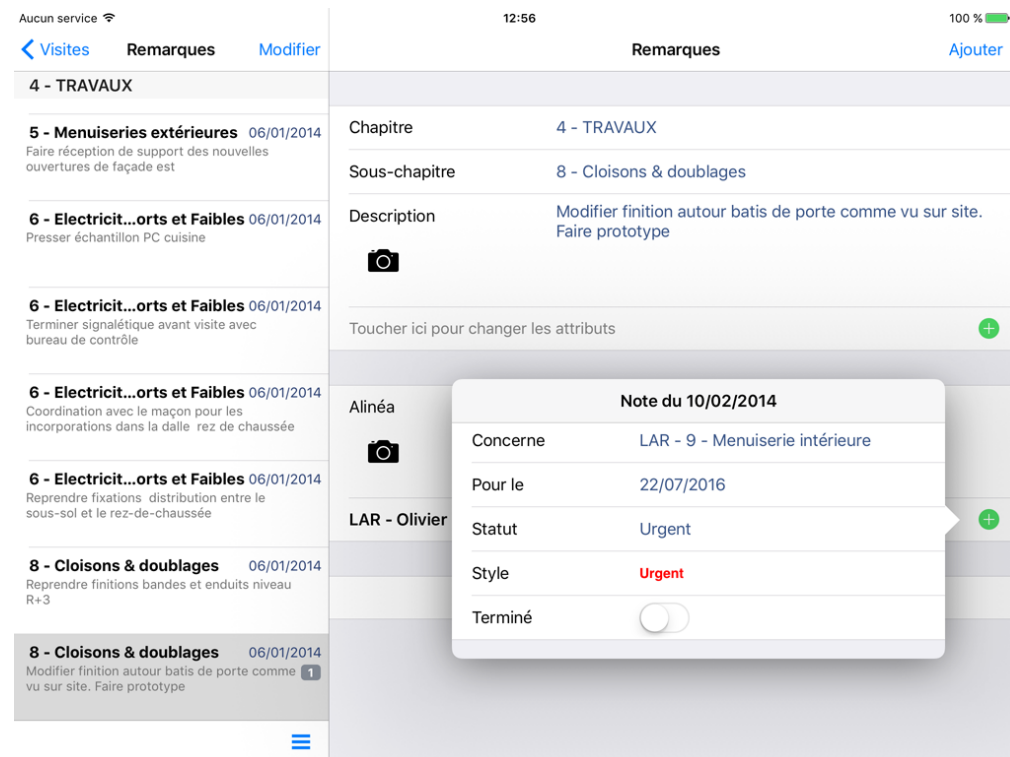 Aucun service
12:56
100 %
Visites
Remarques
Modifier
4 - TRAVAUX
5 - Menuiseries extérieures 06/01/2014
Faire réception de support des nouvelles
ouvertures de façade est
6 - Electricit...orts et Faibles 06/01/2014
Presser échantillon PC cuisine
6 - Electricit...orts et Faibles 06/01/2014
Terminer signalétique avant visite avec
bureau de contrôle
6 - Electricit...orts et Faibles 06/01/2014
Coordination avec le maçon pour les
incorporations dans la dalle rez de chaussée
6 - Electricit...orts et Faibles 06/01/2014
Reprendre fixations distribution entre le
sous-sol et le rez-de-chaussée
8 - Cloisons & doublages 06/01/2014
Reprendre finitions bandes et enduits niveau
R+3
8 - Cloisons & doublages 06/01/2014
Modifier finition autour batis de porte comme 1
vu sur site. Faire prototype
Remarques
Ajouter
Chapitre 4 - TRAVAUX
Sous-chapitre 8 - Cloisons & doublages
Description Modifier finition autour batis de porte comme vu sur site.
Faire prototype
Toucher ici pour changer les attributs
Alinéa
LAR - Olivier
Note du 10/02/2014
Concerne LAR - 9 - Menuiserie intérieure
Pour le 22/07/2016
Statut Urgent
Style Urgent
Terminé